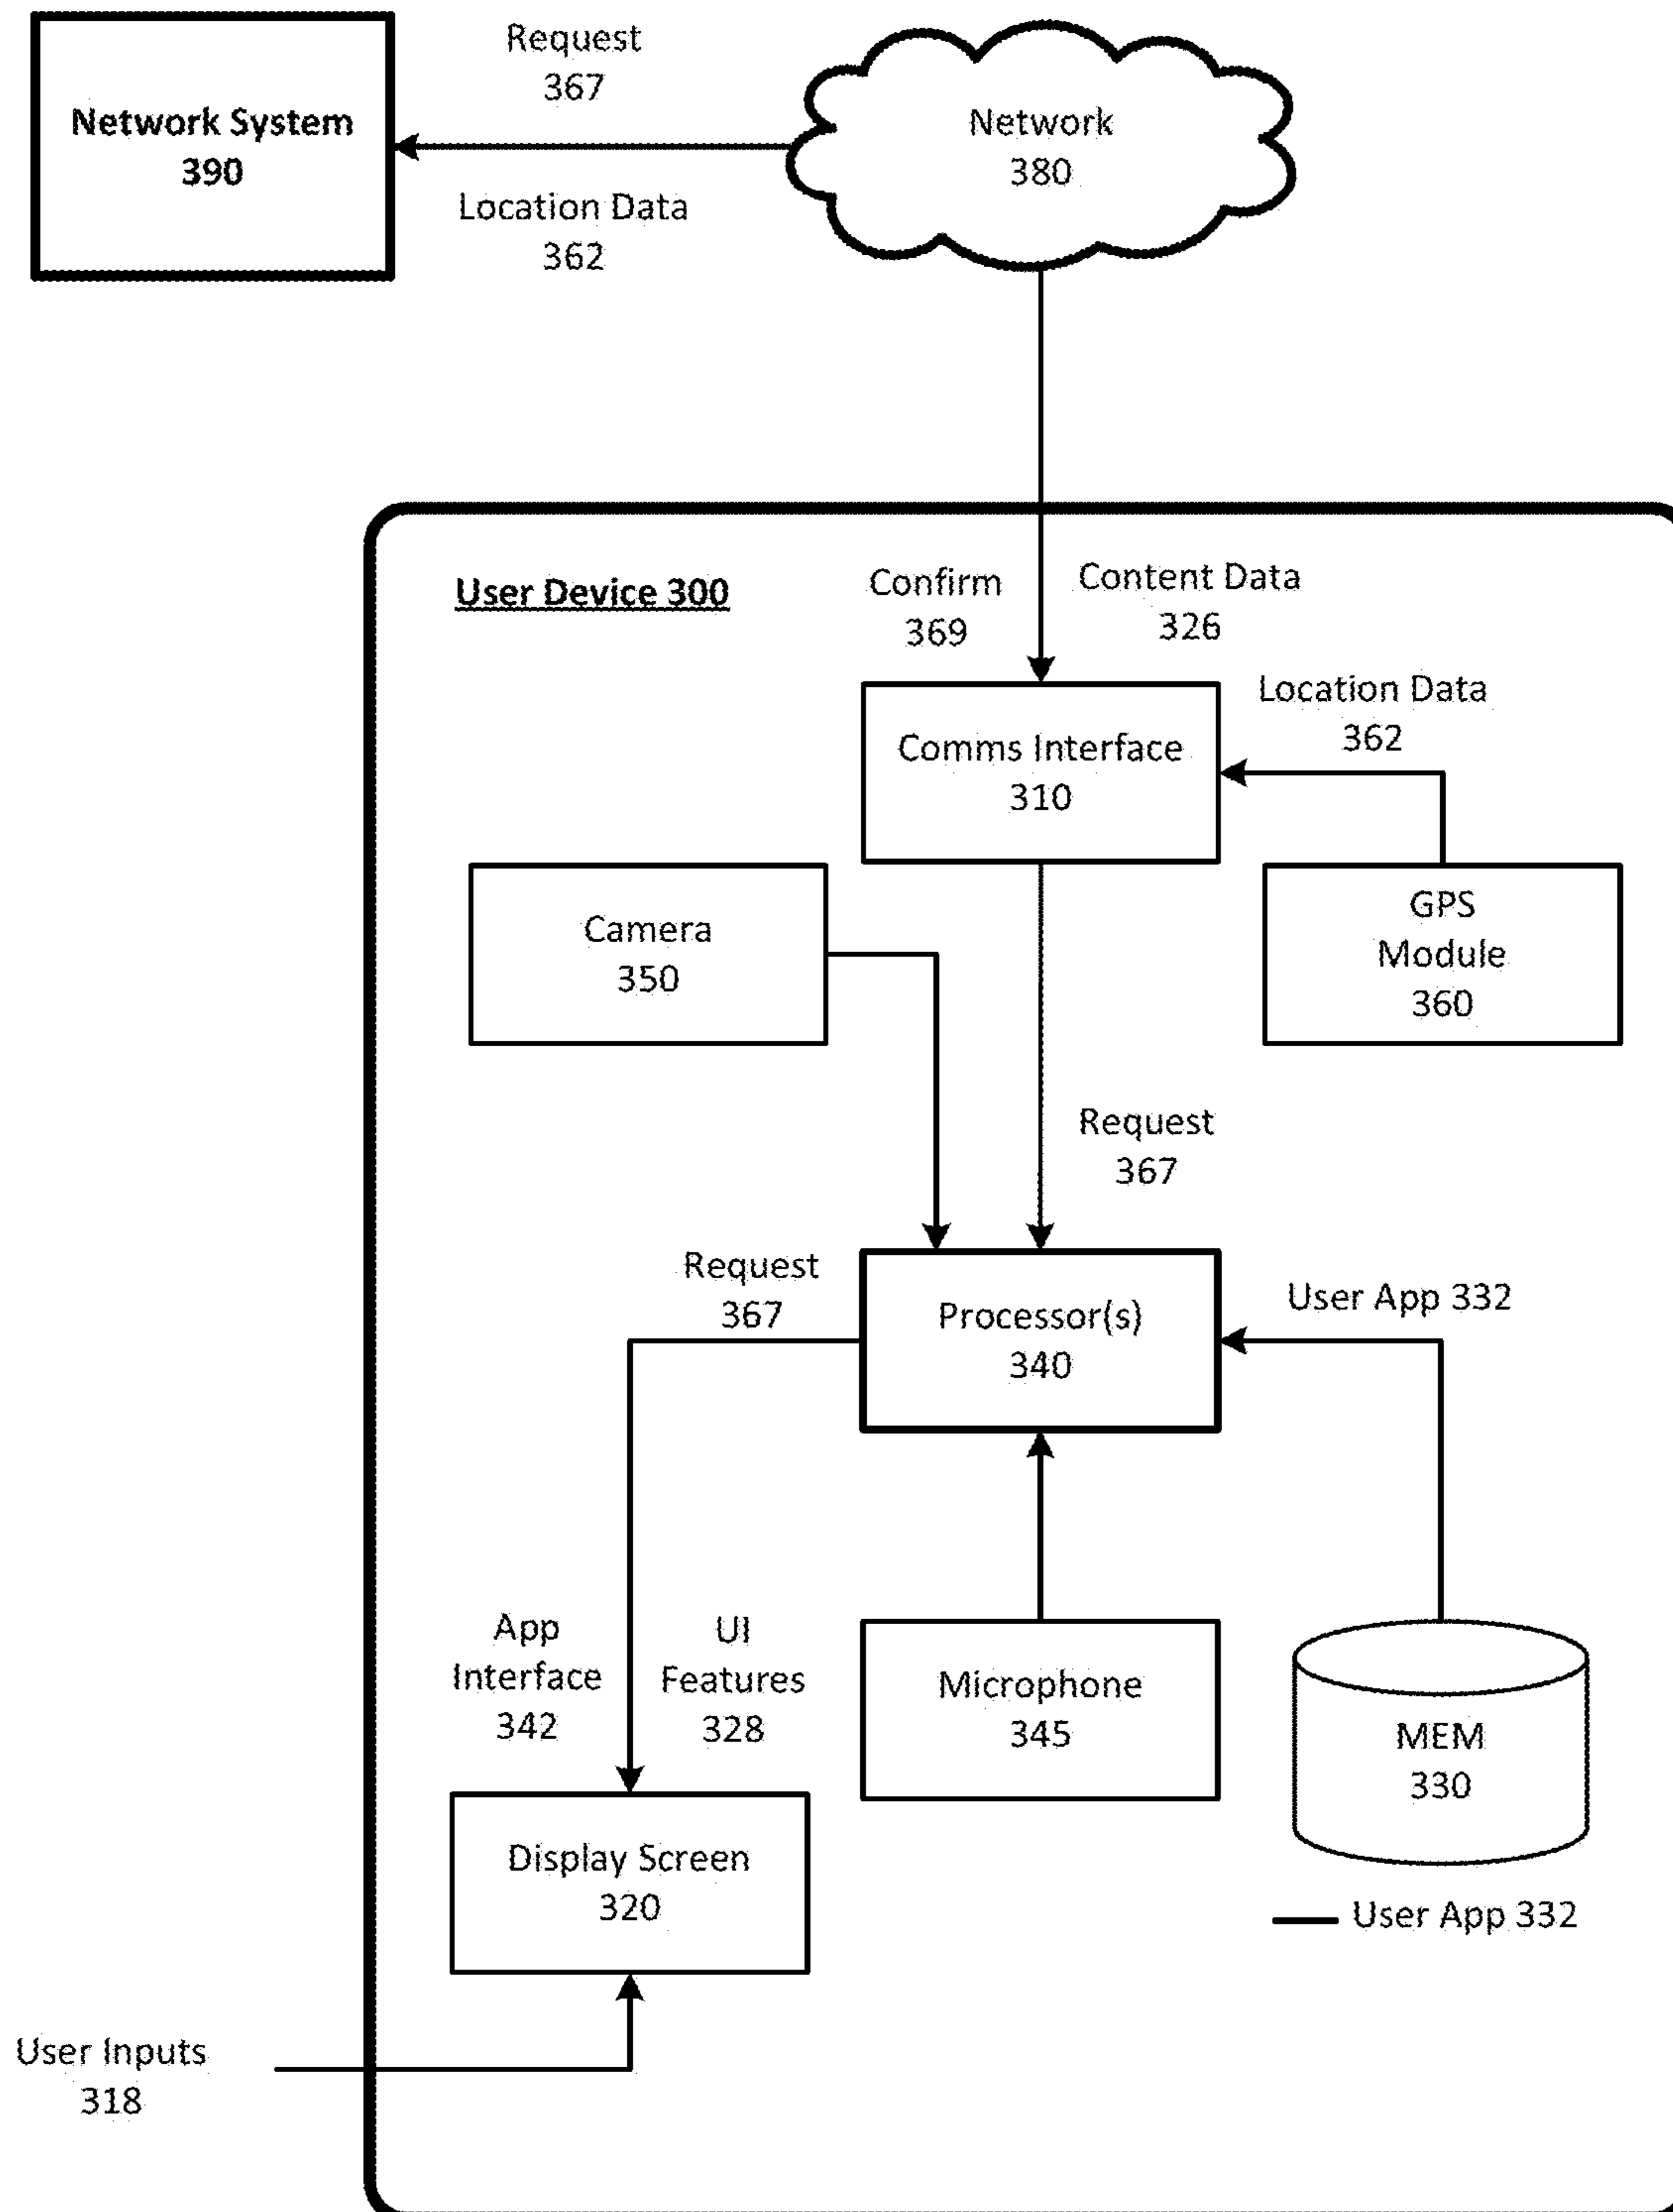 Request
367
Network System
390
Network
380
Location Data
362
User Device 300
Confirm
369
Content Data
326
Location Data
362
Comms Interface
310
Camera
350
GPS
Module
360
Request
367
Request
367
Processor(s)
340
User App 332
App
Interface
342
UI
Features
328
Microphone
345
MEM
330
Display Screen
320
User App 332
User Inputs
318